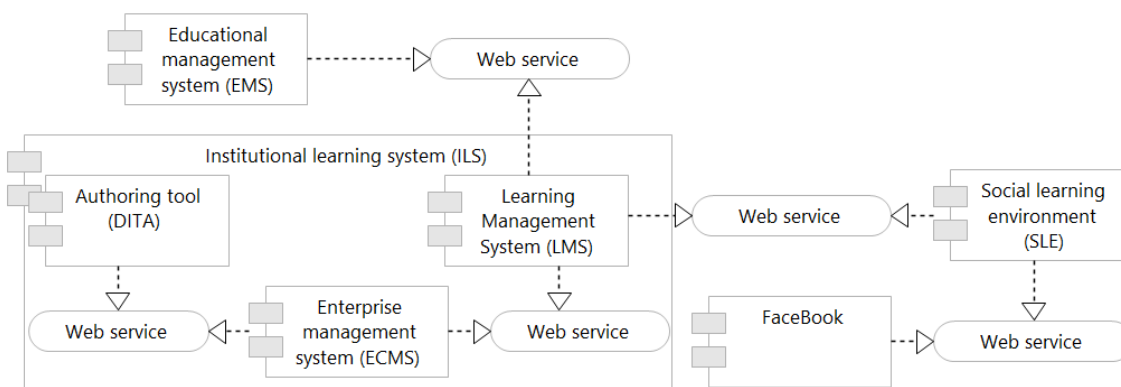 Educational
management
system (EMS)
Web service
Institutional learning system (ILS)
Authoring tool
(DITA)
Learning
Management
System (LMS)
Web service
Social learning
environment
(SLE)
Web service
Enterprise
management
system (ECMS)
Web service
FaceBook
Web service